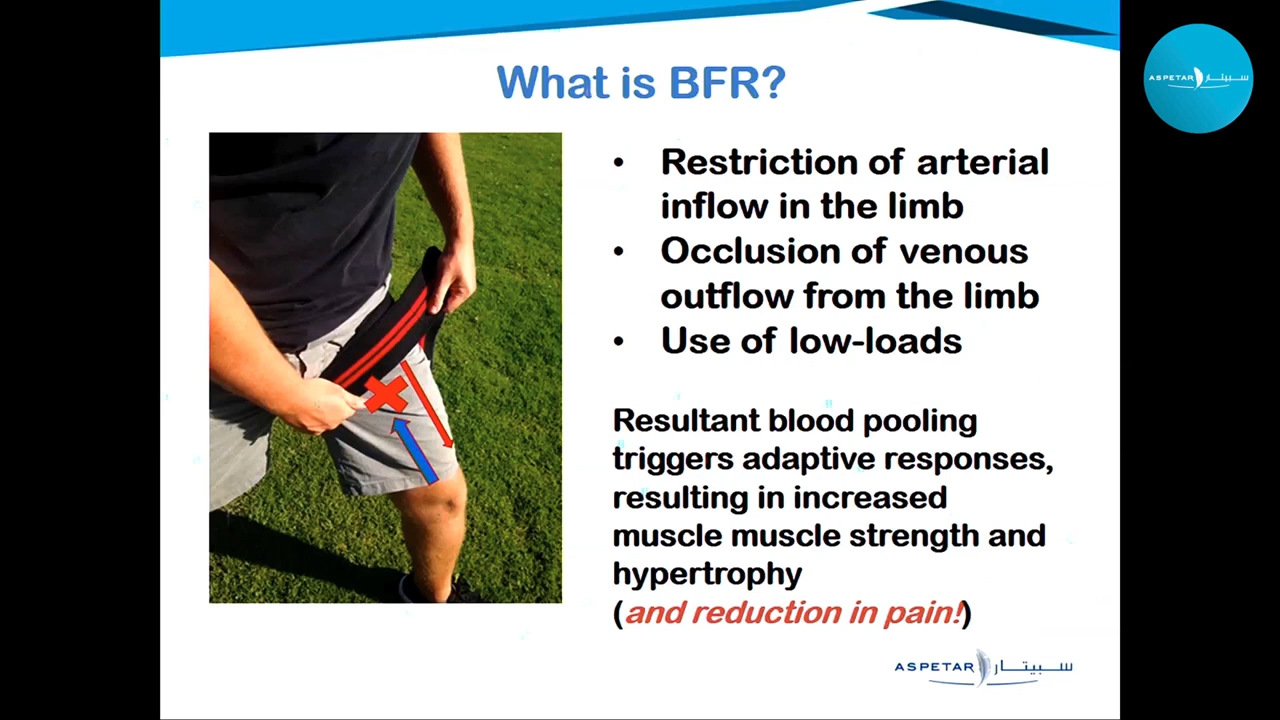 What is BFR?
ASPETAR سبيتار
• Restriction of arterial
inflow in the limb
• Occlusion of venous
outflow from the limb
• Use of low-loads
Resultant blood pooling
triggers adaptive responses,
resulting in increased
muscle muscle strength and
hypertrophy
(and reduction in pain!)
ASPETAR سبيتار